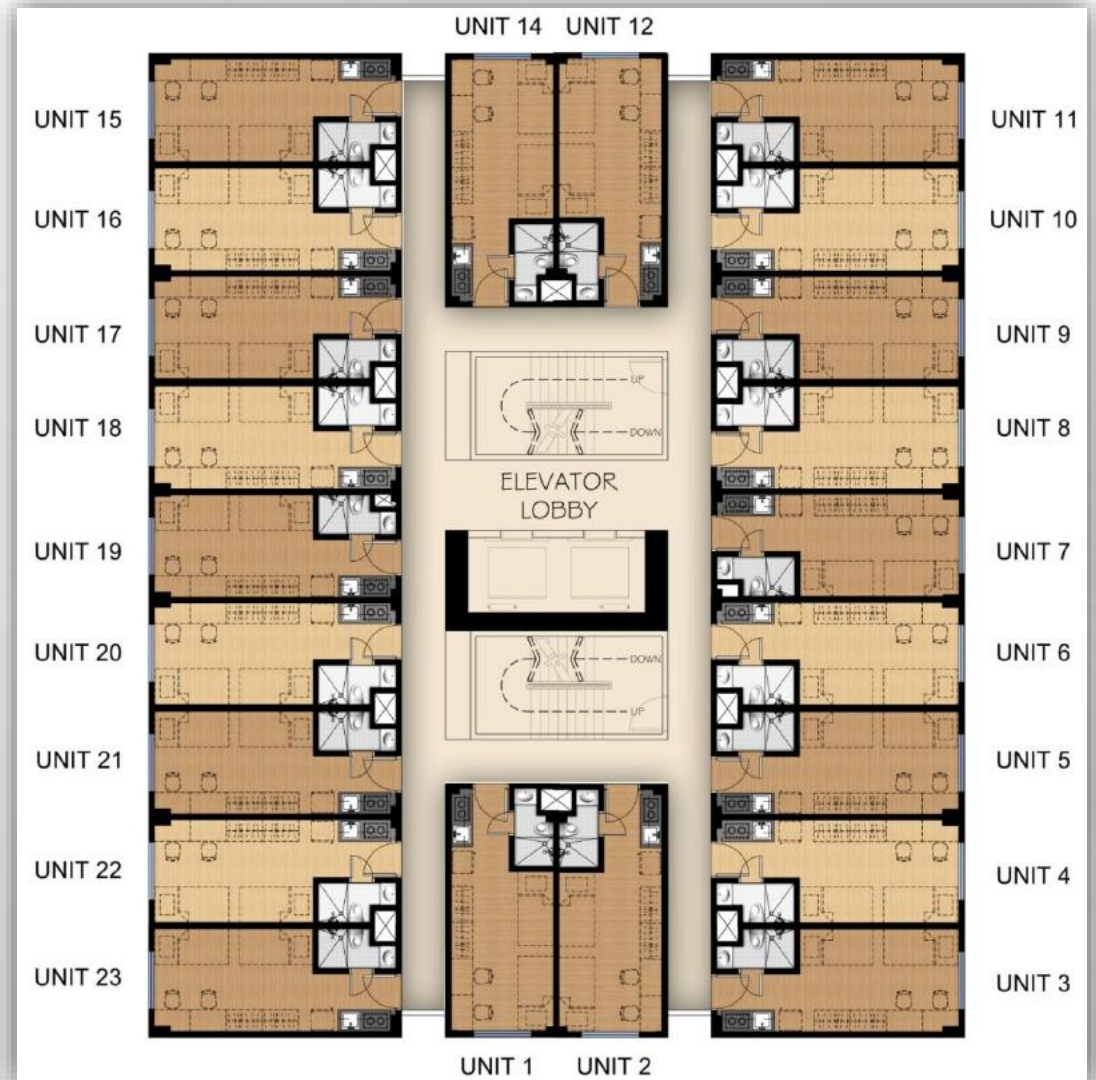 UNIT 14 UNIT 12
UNIT 15
UNIT 11
UNIT 16
UNIT 10
UNIT 17
UNIT 9
UP
UNIT 18
UNIT 8
DOWN
ELEVATOR
LOBBY
UNIT 19
UNIT 7
UNIT 20
UNIT 6
DOWN
UP
UNIT 21
UNIT 5
UNIT 22
UNIT 4
UNIT 23
UNIT 3
UNIT 1 UNIT 2